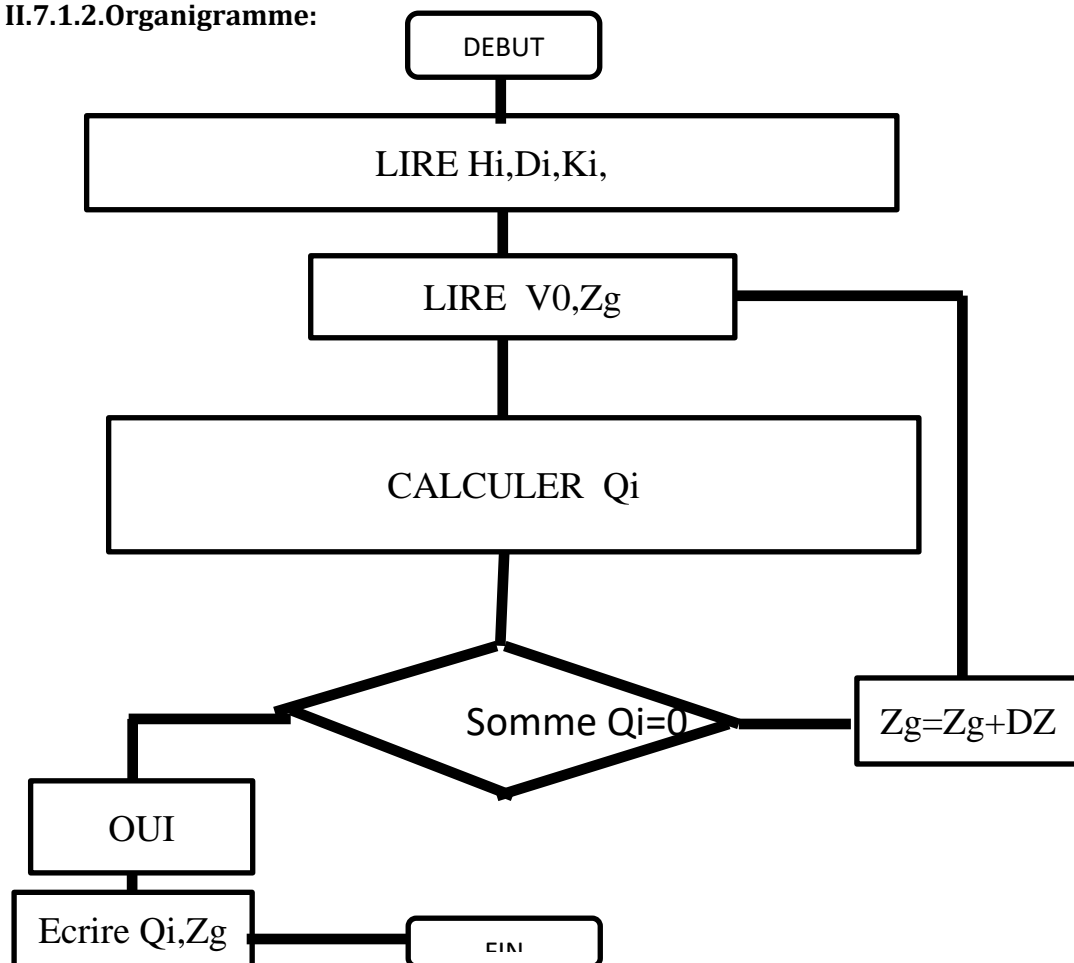 II.7.1.2.Organigramme:
DEBUT
LIRE Hi,Di,Ki,
LIRE V0,Zg
CALCULER Qi
Somme Qi=0
Zg=Zg+DZ
OUI
Ecrire Qi,Zg
FIN